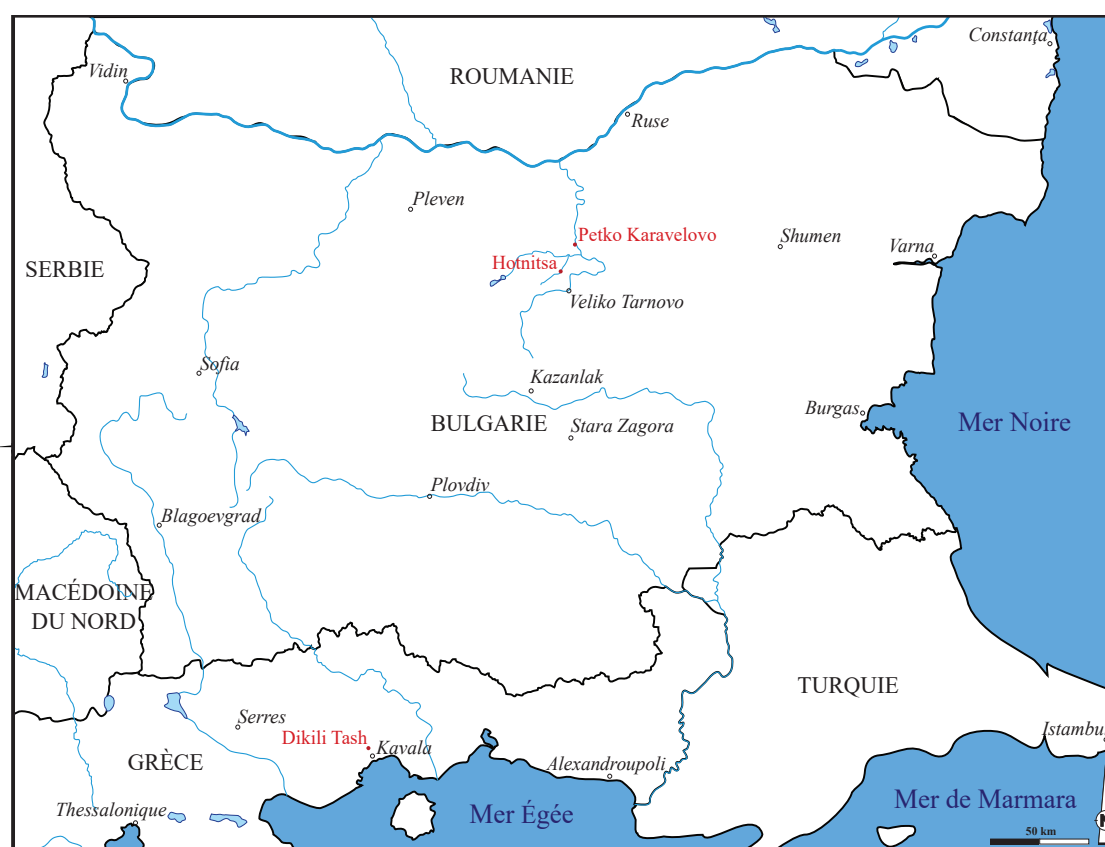 Constanţa
Vidin
ROUMANIE
Ruse
Pleven
Petko Karavelovo
Shumen
Varna
Hotnitsa
SERBIE
Veliko Tarnovo
Sofia
Kazanlak
Burgas
BULGARIE
Stara Zagora
Mer Noire
Plovdiv
Blagoevgrad
MACÉDOINE
DU NORD
TURQUIE
Serres
Istambu
Dikili Tash
Kavala
GRÈCE
Alexandroupoli
Mer de Marmara
Thessalonique
Mer Égée
50 km
N